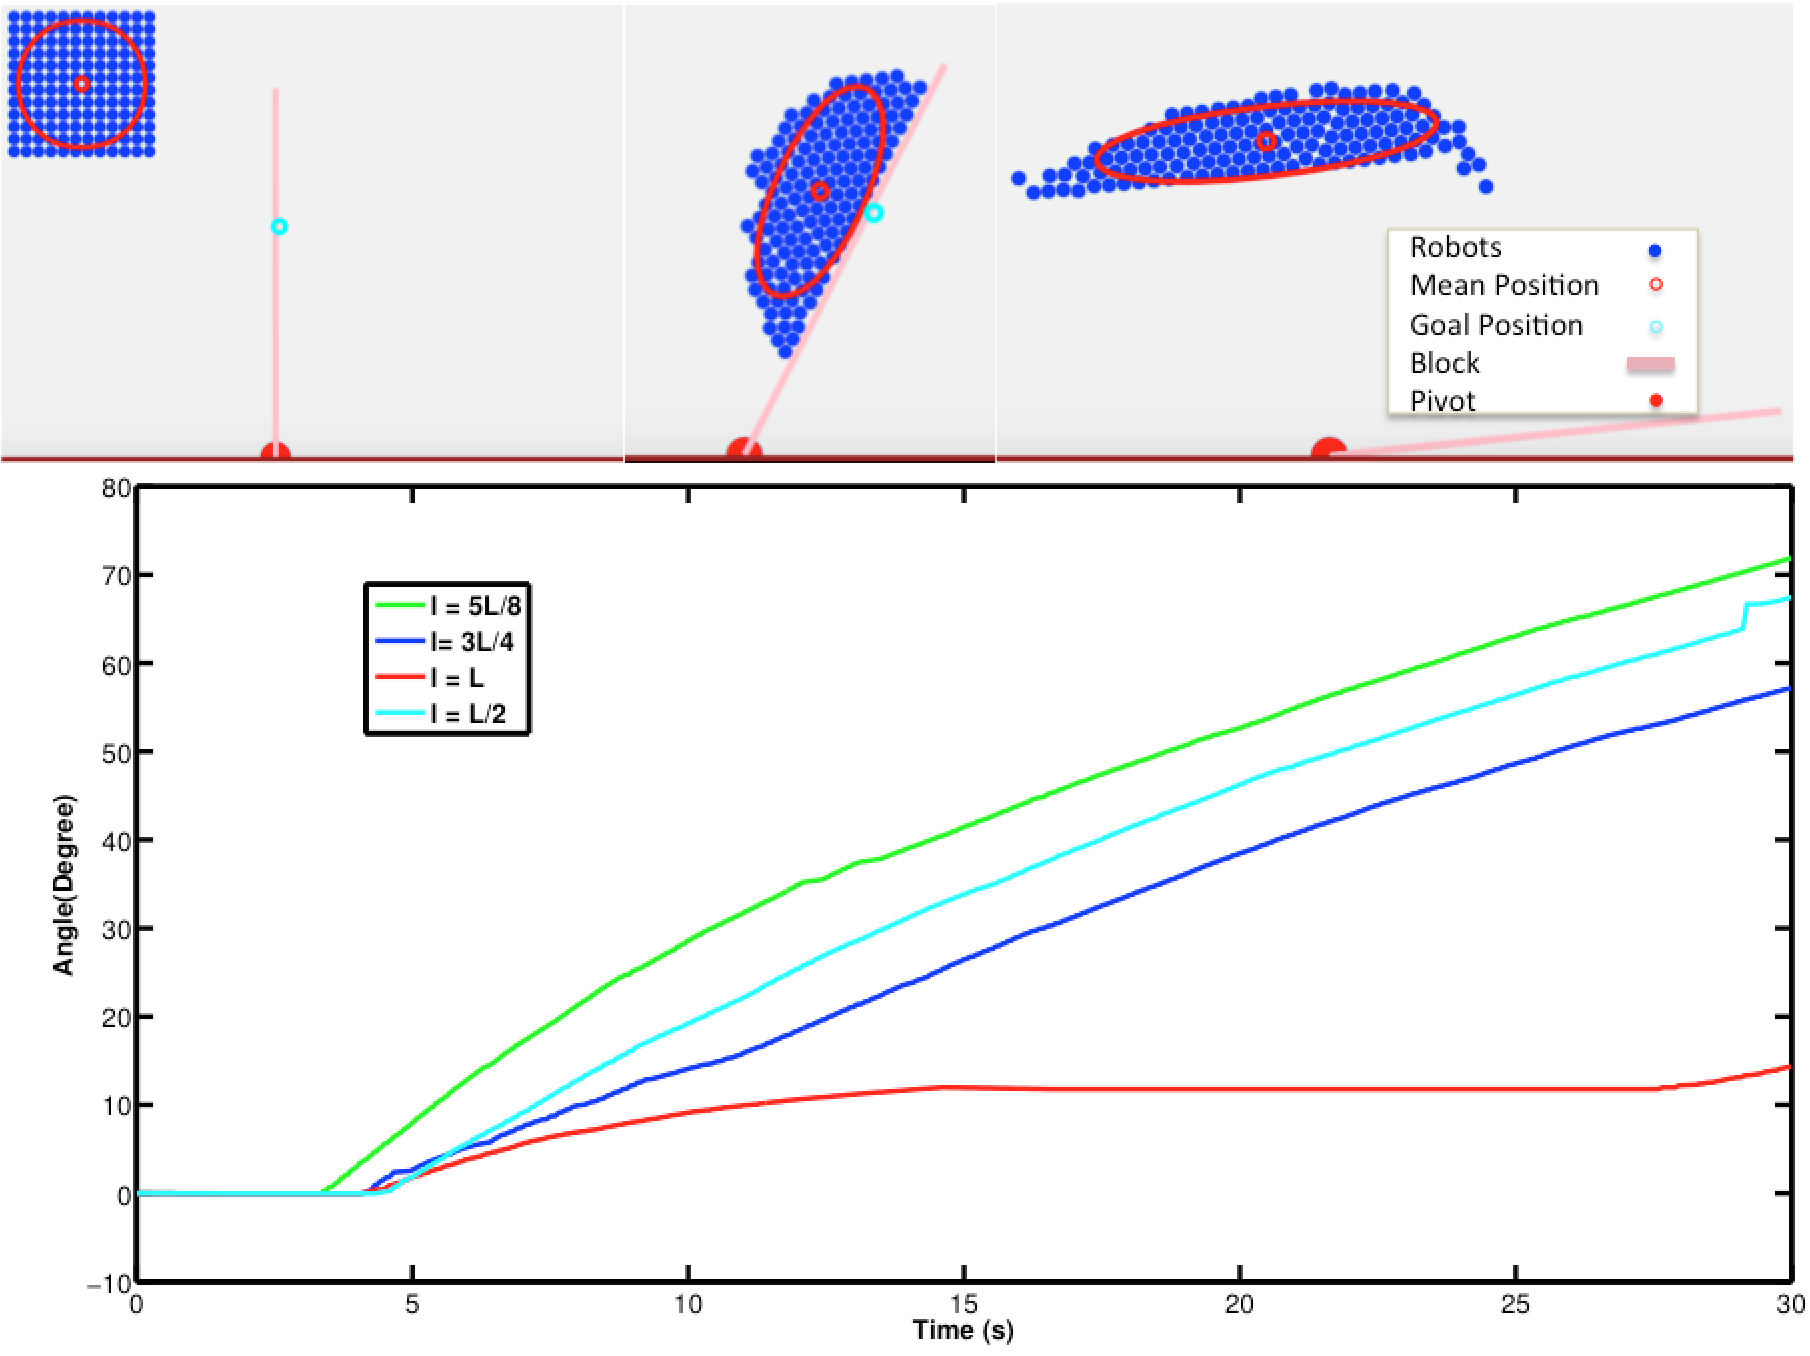 Robots
Mean Position
Goal Position
Block
Pivot
80
70
60
50
40
30
20
10
0
−10
Angle(Degree)
l = 5L/8
l= 3L/4
l = L
l = L/2
0 5 10 15 20 25 30
Time (s)